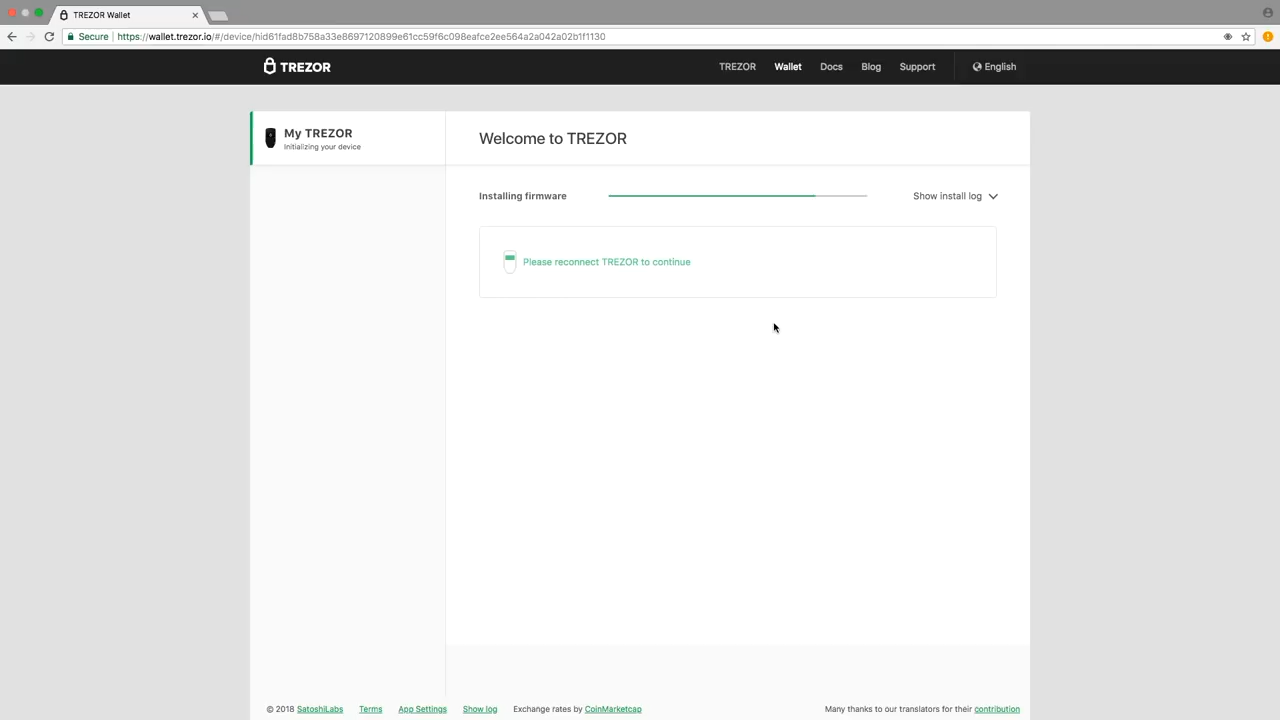 TREZOR Wallet
Secure | https://wallet.trezor.io/#/device/hid61fad8b758a33e8697120899e61cc59f6c098eafce2ee564a2a042a02b1f1130
TREZOR
TREZOR Wallet Docs Blog Support English
My TREZOR
Initializing your device
Welcome to TREZOR
Installing firmware
Show install log
Please reconnect TREZOR to continue
© 2018 SatoshiLabs Terms App Settings Show log Exchange rates by CoinMarketcap Many thanks to our translators for their contribution